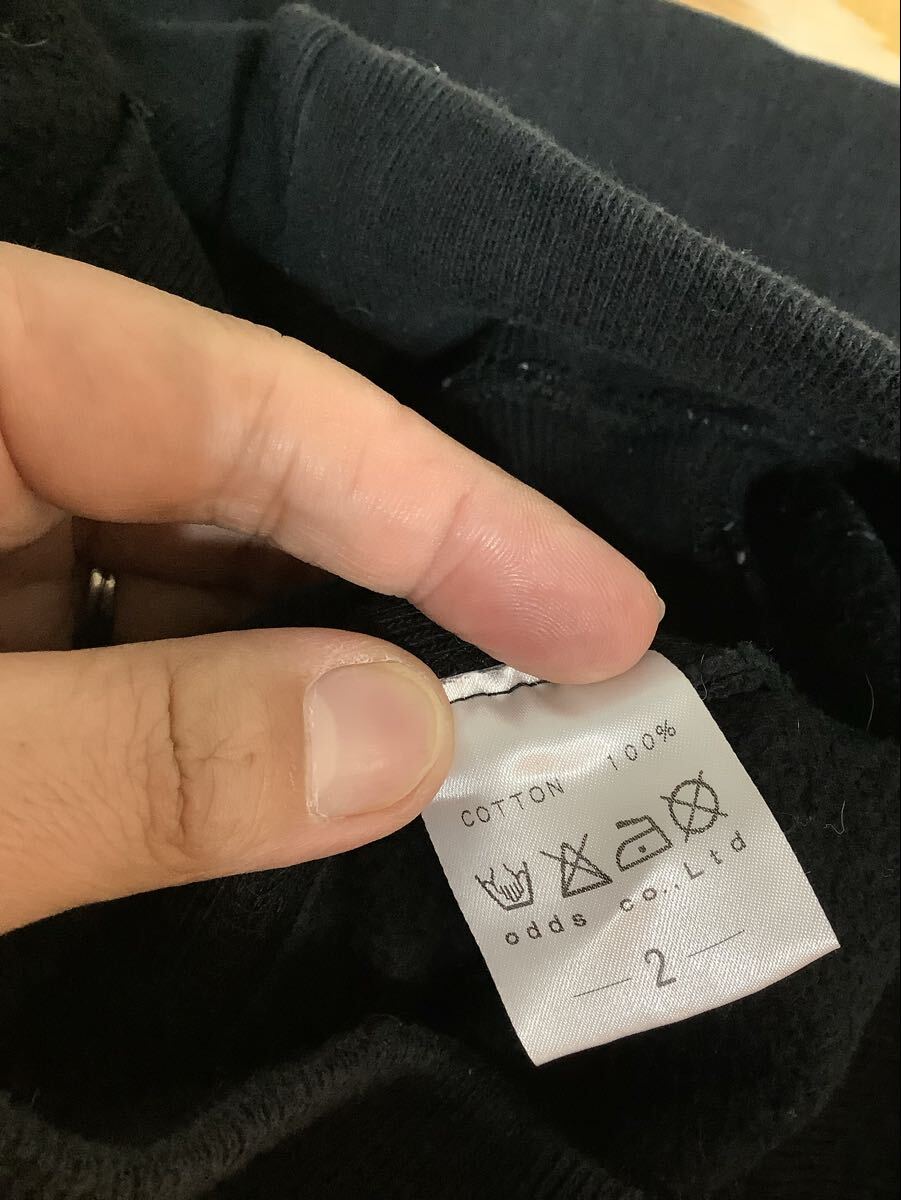 COTTON 100%
odds co.,Ltd
2